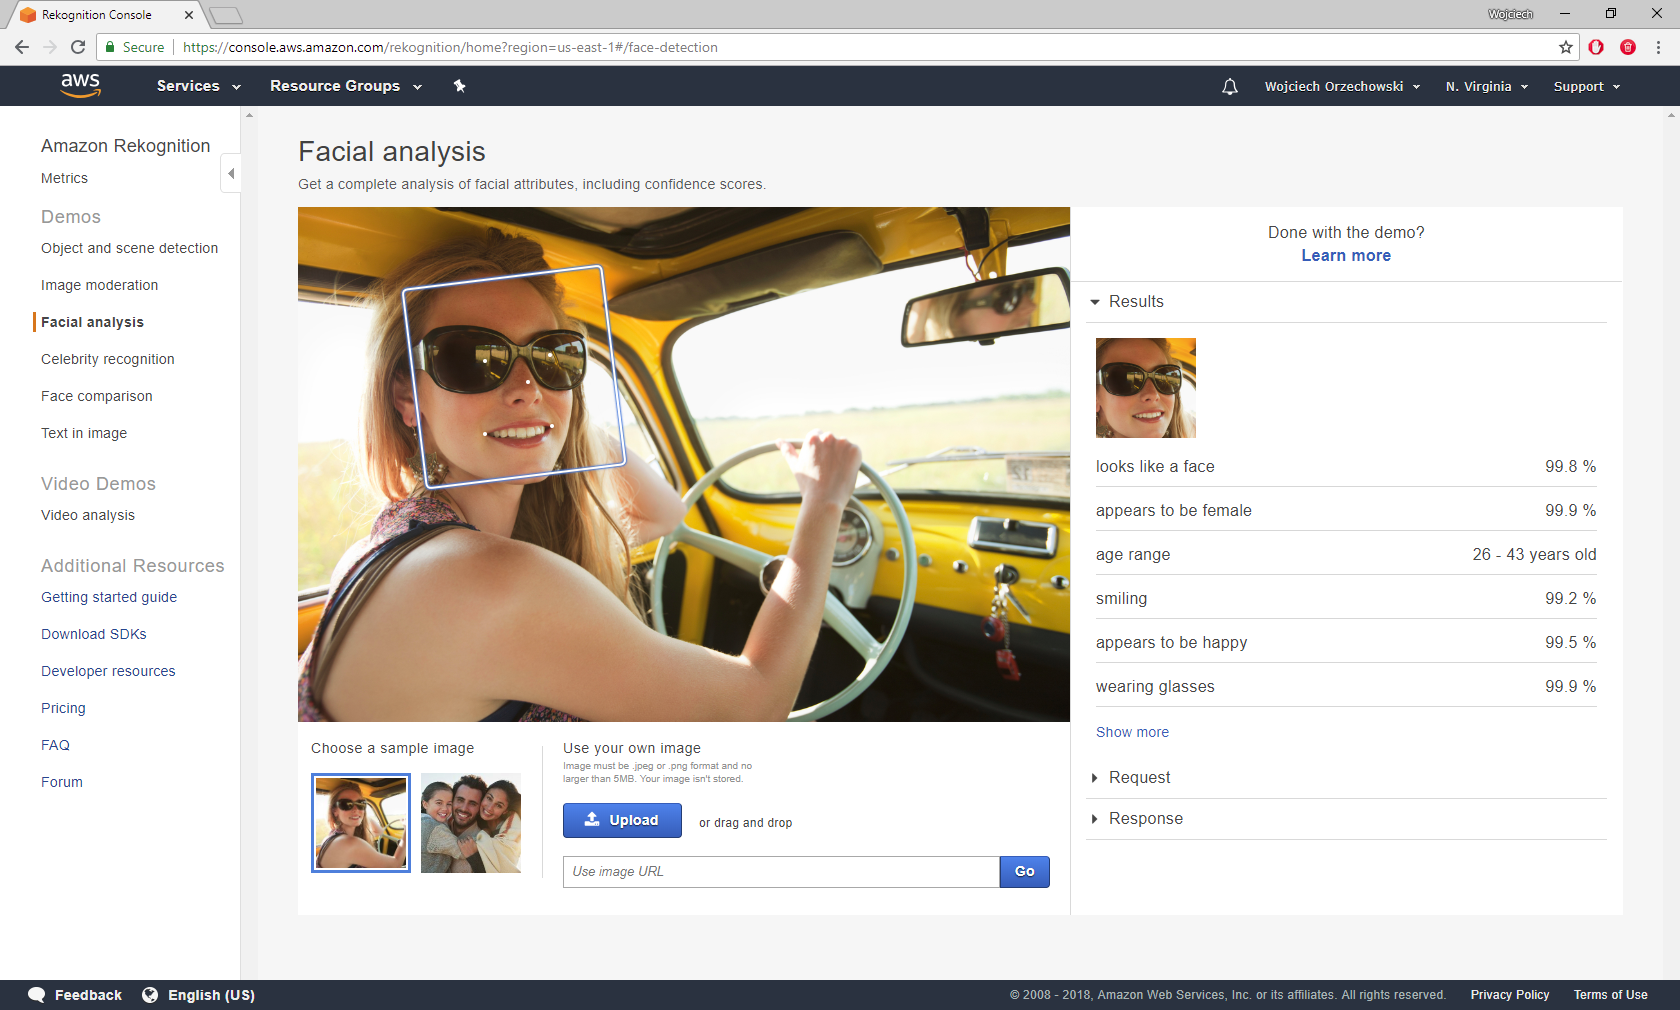 Rekognition Console
Wojciech
Secure
https://console.aws.amazon.com/rekognition/home?region=us-east-1#/face-detection
aws
Services
Resource Groups
Wojciech Orzechowski
N. Virginia
Support
Amazon Rekognition
Metrics
Demos
Object and scene detection
Image moderation
Facial analysis
Celebrity recognition
Face comparison
Text in image
Video Demos
Video analysis
Additional Resources
Getting started guide
Download SDKs
Developer resources
Pricing
FAQ
Forum
Facial analysis
Get a complete analysis of facial attributes, including confidence scores.
Choose a sample image
Use your own image
Image must be .jpeg or .png format and no
larger than 5MB. Your image isn't stored.
Upload
or drag and drop
Use image URL
Go
Done with the demo?
Learn more
Results
looks like a face 99.8 %
appears to be female 99.9 %
age range 26 - 43 years old
smiling 99.2 %
appears to be happy 99.5 %
wearing glasses 99.9 %
Show more
Request
Response
Feedback
English (US)
© 2008 - 2018, Amazon Web Services, Inc. or its affiliates. All rights reserved.
Privacy Policy
Terms of Use